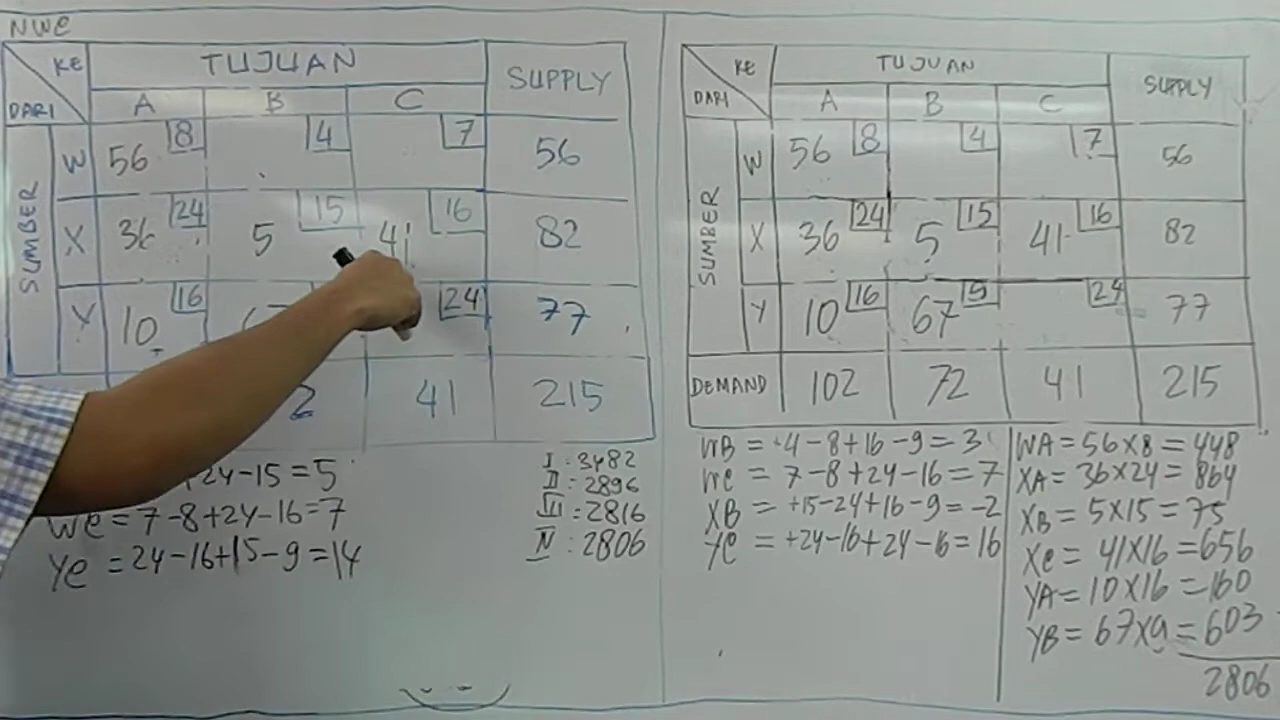 NWC
KE TUJUAN SUPPLY
DARI A B C
SUMBER
W 56 8 4 7 56
X 36 24 5 15 41 16 82
Y 10 16 24 77
2 41 215
+24-15=5
WC=7-8+24-16=7
YC=24-16+15-9=14
I : 3482
II : 2896
III : 2816
IV : 2806
KE TUJUAN SUPPLY
DARI A B C
SUMBER
W 56 8 4 7 56
X 36 24 5 15 41 16 82
Y 10 16 67 24 77
DEMAND 102 72 41 215
WB = 4-8+16-9=3
WC = 7-8+24-16=7
XB = +15-24+16-9=-2
YC = +24-16+24-16=16
WA=56×8=448
XA=36×24=864
XB=5×15=75
XC=41×16=656
YA=10×16=160
YB=67×9=603
2806